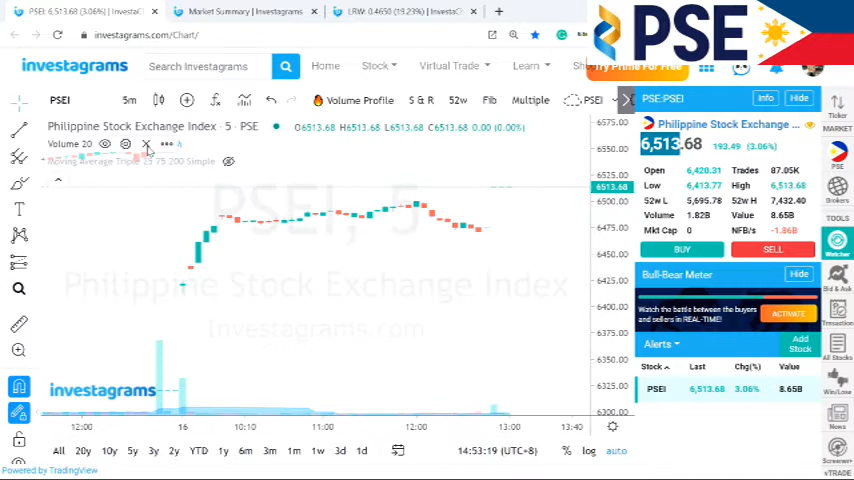 PSEI: 6,513.68 (3.06%) | InvestaC
Market Summary | Investagrams
LRW: 0.4650 (19.23%) | InvestaC
investagrams.com/Chart/
PSE
investagrams
Search Investagrams
Home
Stock
Virtual Trade
Learn
Try Prime For Free
PSEI
5m
Volume Profile
S & R
52w
Fib
Multiple
PSEI
PSE:PSEI
Info
Hide
Ticker
Philippine Stock Exchange Index · 5 · PSE
O6513.68 H6513.68 L6513.68 C6513.68 0.00 (0.00%)
Volume 20
Moving Average Triple 25 75 200 Simple
Philippine Stock Exchange ...
6,513.68
193.49 (3.06%)
Open 6,420.31 Trades 87.05K
Low 6,413.77 High 6,513.68
52w L 5,695.78 52w H 7,432.40
Volume 1.82B Value 8.65B
Mkt Cap 0 NFB/s -1.86B
BUY
SELL
Bull-Bear Meter
Hide
Watch the battle between the buyers
and sellers in REAL-TIME!
ACTIVATE
Alerts
Add
Stock
Stock Last Chg(%) Value
PSEI 6,513.68 3.06% 8.65B
MARKET
PSE
Brokers
TOOLS
Watcher
Bid & Ask
Transaction
All Stocks
Win/Lose
News
Screener
6575.00
6550.00
6525.00
6513.68
6500.00
6475.00
6450.00
6425.00
6400.00
6375.00
6350.00
6325.00
6300.00
PSEI, 5
Philippine Stock Exchange Index
Investagrams.com
investagrams
12:00 16 10:00 11:00 12:00 13:00 13:40
All 20y 10y 5y 3y 2y YTD 1y 6m 3m 1m 1w 3d 1d
14:53:19 (UTC+8)
% log auto
Powered by TradingView